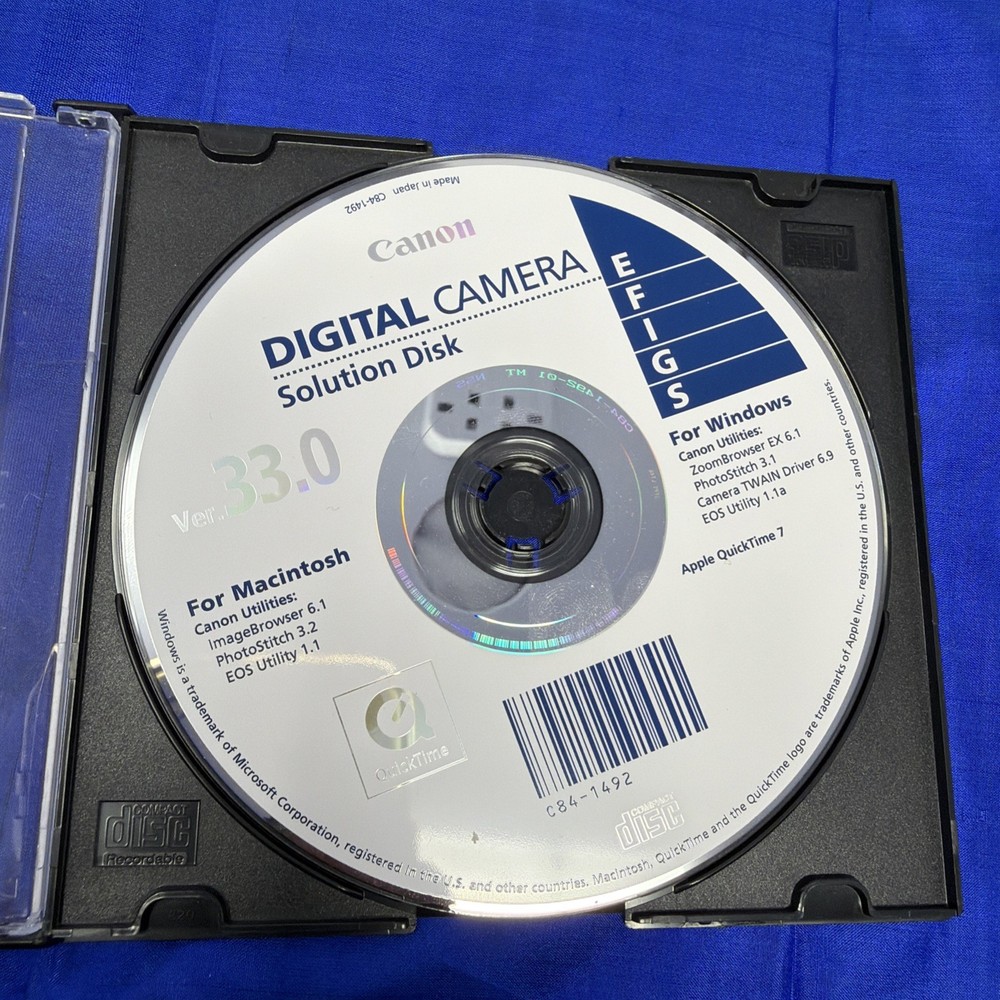 Made in Japan C84-1492
Canon
DIGITAL CAMERA
Solution Disk
E
F
I
G
S
Ver.33.0
For Windows
Canon Utilities:
ZoomBrowser EX 6.1
PhotoStitch 3.1
Camera TWAIN Driver 6.9
EOS Utility 1.1a
Apple QuickTime 7
For Macintosh
Canon Utilities:
ImageBrowser 6.1
PhotoStitch 3.2
EOS Utility 1.1
QuickTime
C84-1492
COMPACT
disc
Windows is a trademark of Microsoft Corporation, registered in the U.S. and other countries. Macintosh, QuickTime and the QuickTime logo are trademarks of Apple Inc., registered in the U.S. and other countries.
C84-1492-01 MT
COMPACT
disc
Recordable